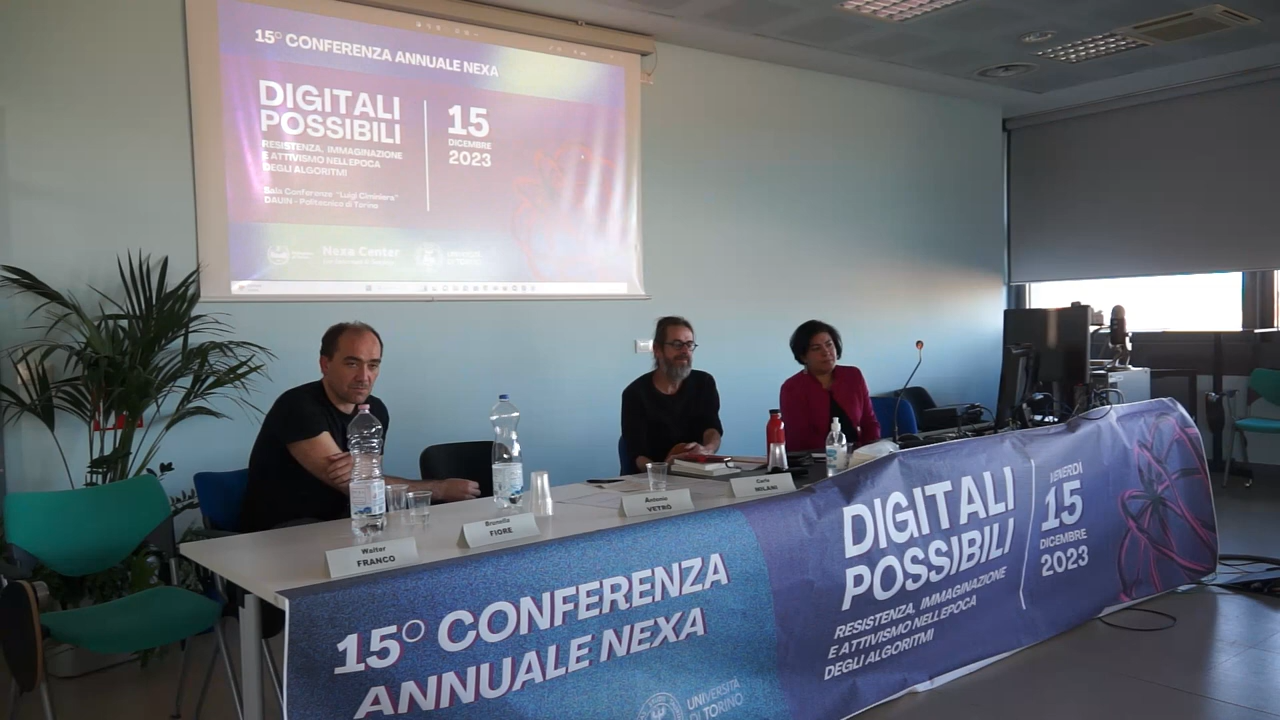 15° CONFERENZA ANNUALE NEXA
DIGITALI
POSSIBILI
RESISTENZA, IMMAGINAZIONE
E ATTIVISMO NELL'EPOCA
DEGLI ALGORITMI
15
DICEMBRE
2023
Sala Conferenze "Luigi Ciminiera"
DAUIN - Politecnico di Torino
Nexa Center
Walter
FRANCO
Brunella
FIORE
Antonio
VETRÒ
Carlo
MILANI
15° CONFERENZA
ANNUALE NEXA
UNIVERSITÀ
DI TORINO
DIGITALI
POSSIBILI
RESISTENZA, IMMAGINAZIONE
E ATTIVISMO NELL'EPOCA
DEGLI ALGORITMI
VENERDÌ
15
DICEMBRE
2023